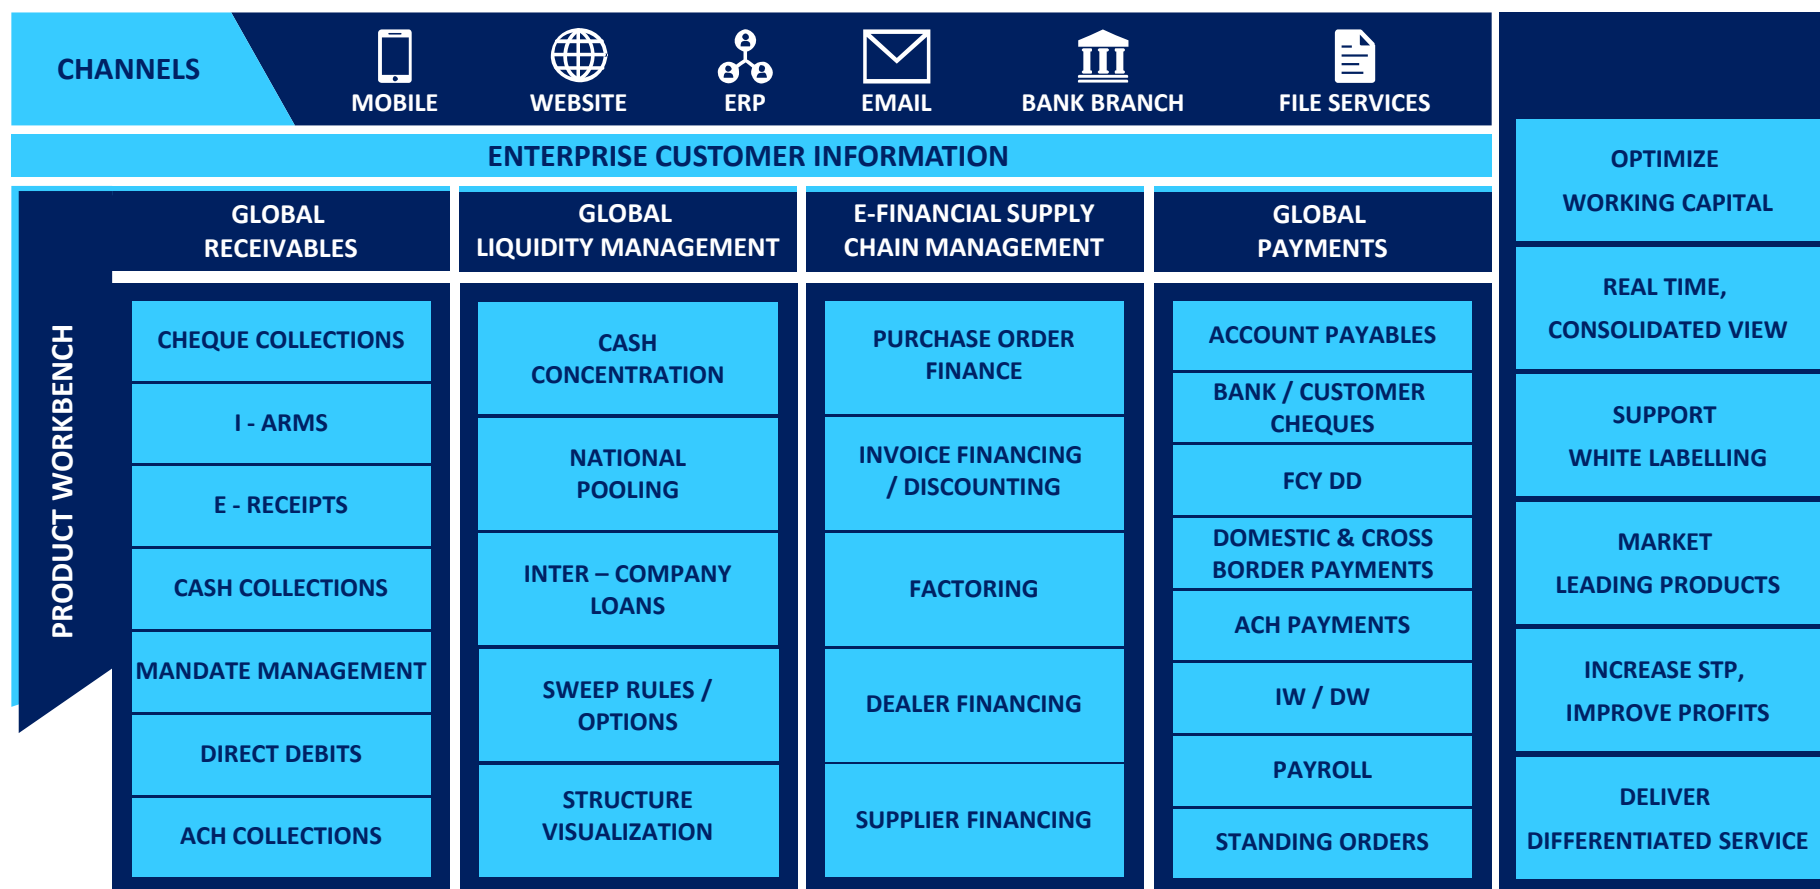 CHANNELS
MOBILE
WEBSITE
ERP
EMAIL
BANK BRANCH
FILE SERVICES
ENTERPRISE CUSTOMER INFORMATION
PRODUCT WORKBENCH
GLOBAL
RECEIVABLES
CHEQUE COLLECTIONS
I - ARMS
E - RECEIPTS
CASH COLLECTIONS
MANDATE MANAGEMENT
DIRECT DEBITS
ACH COLLECTIONS
GLOBAL
LIQUIDITY MANAGEMENT
CASH
CONCENTRATION
NATIONAL
POOLING
INTER – COMPANY
LOANS
SWEEP RULES /
OPTIONS
STRUCTURE
VISUALIZATION
E-FINANCIAL SUPPLY
CHAIN MANAGEMENT
PURCHASE ORDER
FINANCE
INVOICE FINANCING
/ DISCOUNTING
FACTORING
DEALER FINANCING
SUPPLIER FINANCING
GLOBAL
PAYMENTS
ACCOUNT PAYABLES
BANK / CUSTOMER
CHEQUES
FCY DD
DOMESTIC & CROSS
BORDER PAYMENTS
ACH PAYMENTS
IW / DW
PAYROLL
STANDING ORDERS
OPTIMIZE
WORKING CAPITAL
REAL TIME,
CONSOLIDATED VIEW
SUPPORT
WHITE LABELLING
MARKET
LEADING PRODUCTS
INCREASE STP,
IMPROVE PROFITS
DELIVER
DIFFERENTIATED SERVICE